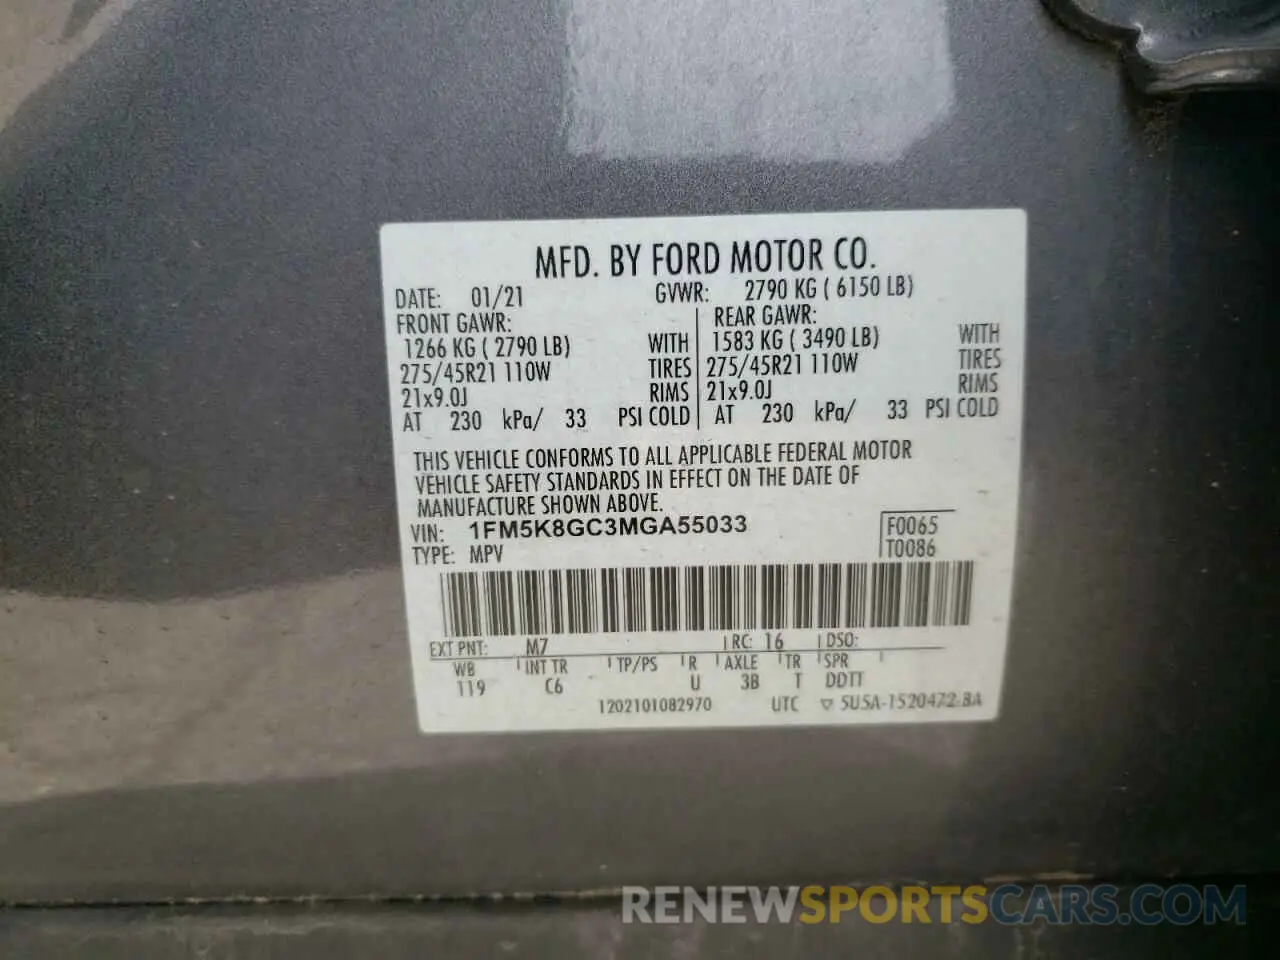 MFD. BY FORD MOTOR CO.
DATE: 01/21 GVWR: 2790 KG ( 6150 LB)
FRONT GAWR: REAR GAWR:
1266 KG ( 2790 LB) WITH 1583 KG ( 3490 LB) WITH
275/45R21 110W TIRES 275/45R21 110W TIRES
21x9.0J RIMS 21x9.0J RIMS
AT 230 kPa/ 33 PSI COLD AT 230 kPa/ 33 PSI COLD
THIS VEHICLE CONFORMS TO ALL APPLICABLE FEDERAL MOTOR
VEHICLE SAFETY STANDARDS IN EFFECT ON THE DATE OF
MANUFACTURE SHOWN ABOVE.
VIN: 1FM5K8GC3MGA55033 F0065
TYPE: MPV T0086
EXT PNT: M7 RC: 16 DSO:
WB INT TR TP/PS R AXLE TR SPR
119 C6 U 3B T DDTT
1202101082970 UTC ▽ 5U5A-1520472-BA
RENEWSPORTSCARS.COM